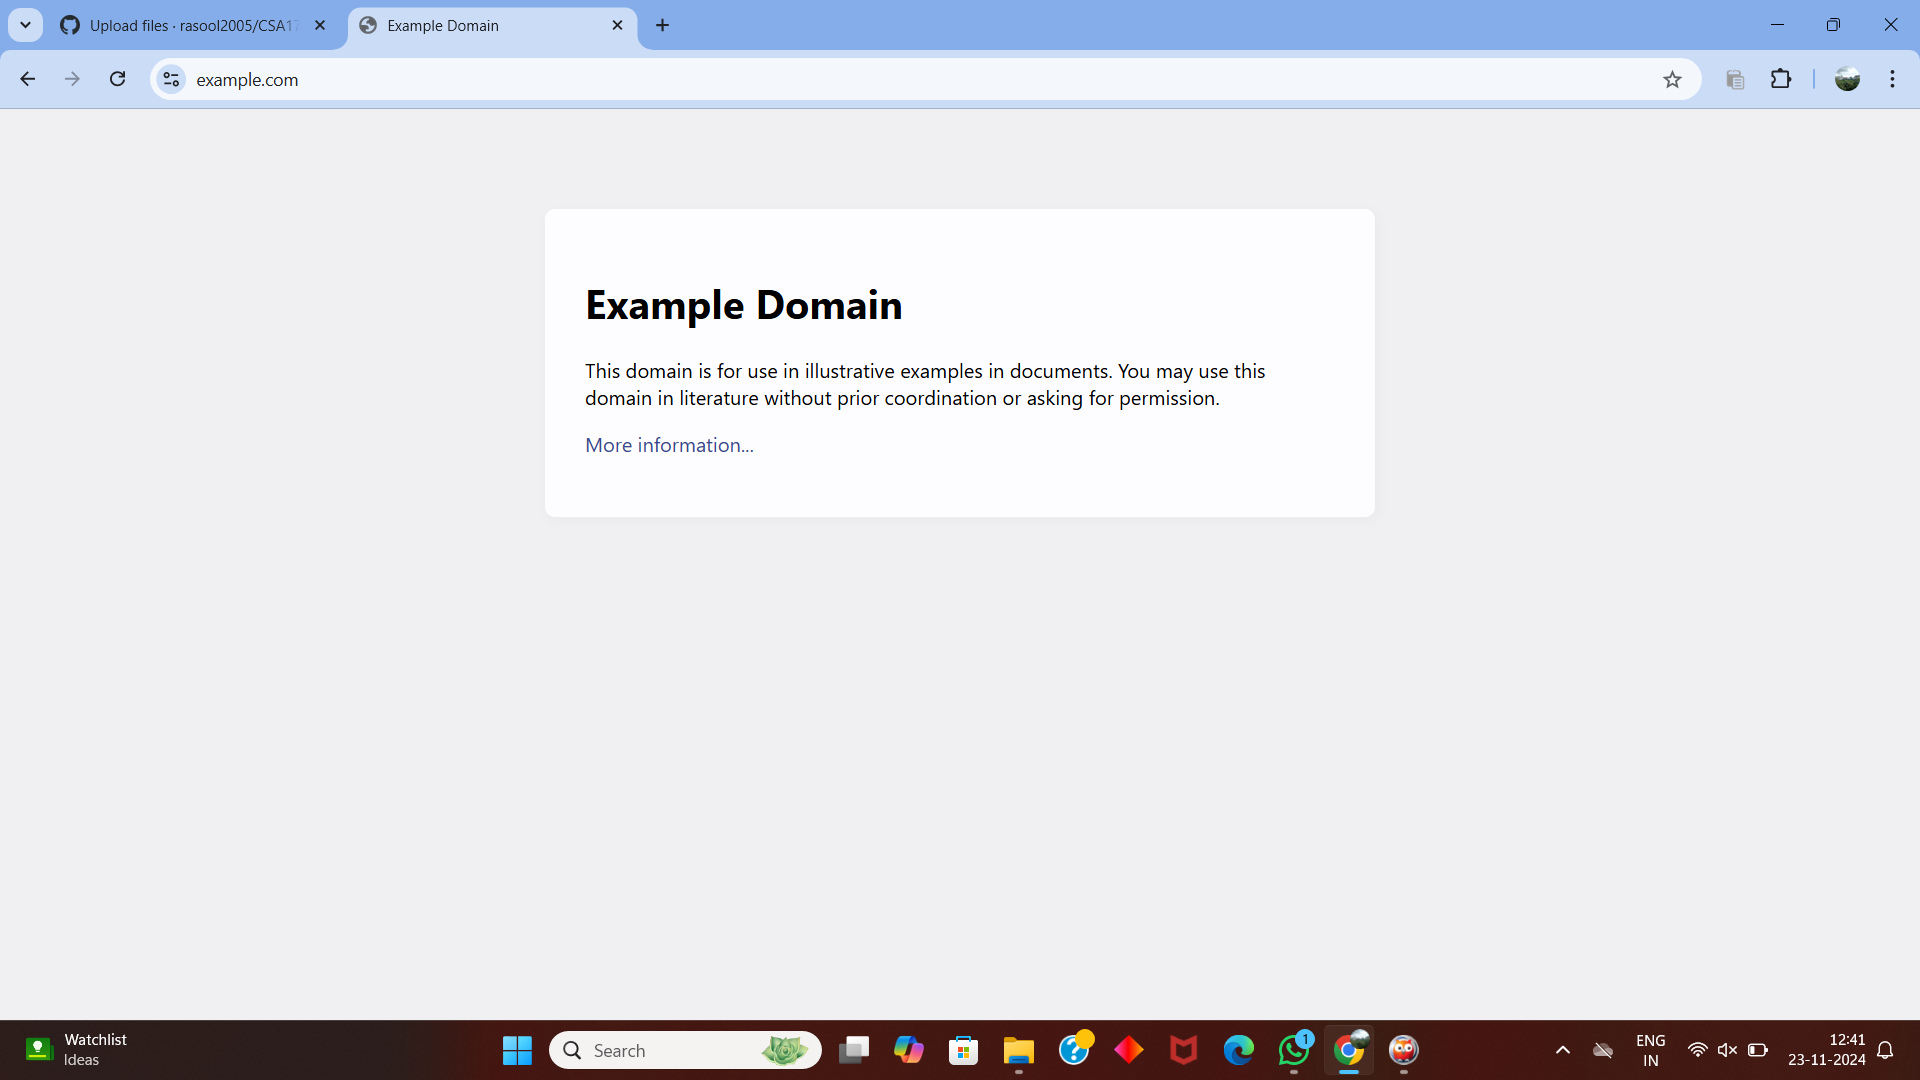 Upload files · rasool2005/CSA17
Example Domain
example.com
Example Domain
This domain is for use in illustrative examples in documents. You may use this
domain in literature without prior coordination or asking for permission.
More information...
Watchlist
Ideas
Search
1
ENG
IN
12:41
23-11-2024